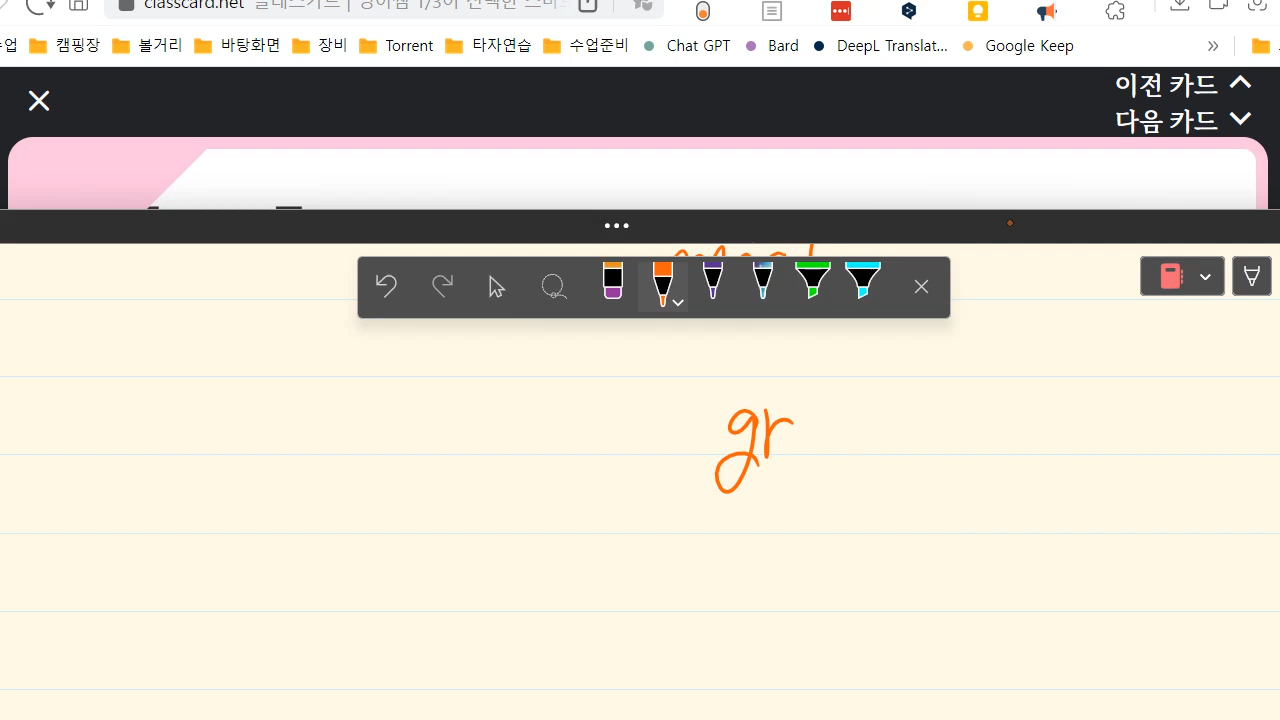 classcard.net
캠핑장 볼거리 바탕화면 장비 Torrent 타자연습 수업준비 Chat GPT Bard DeepL Translat... Google Keep »
이전 카드
다음 카드
gr